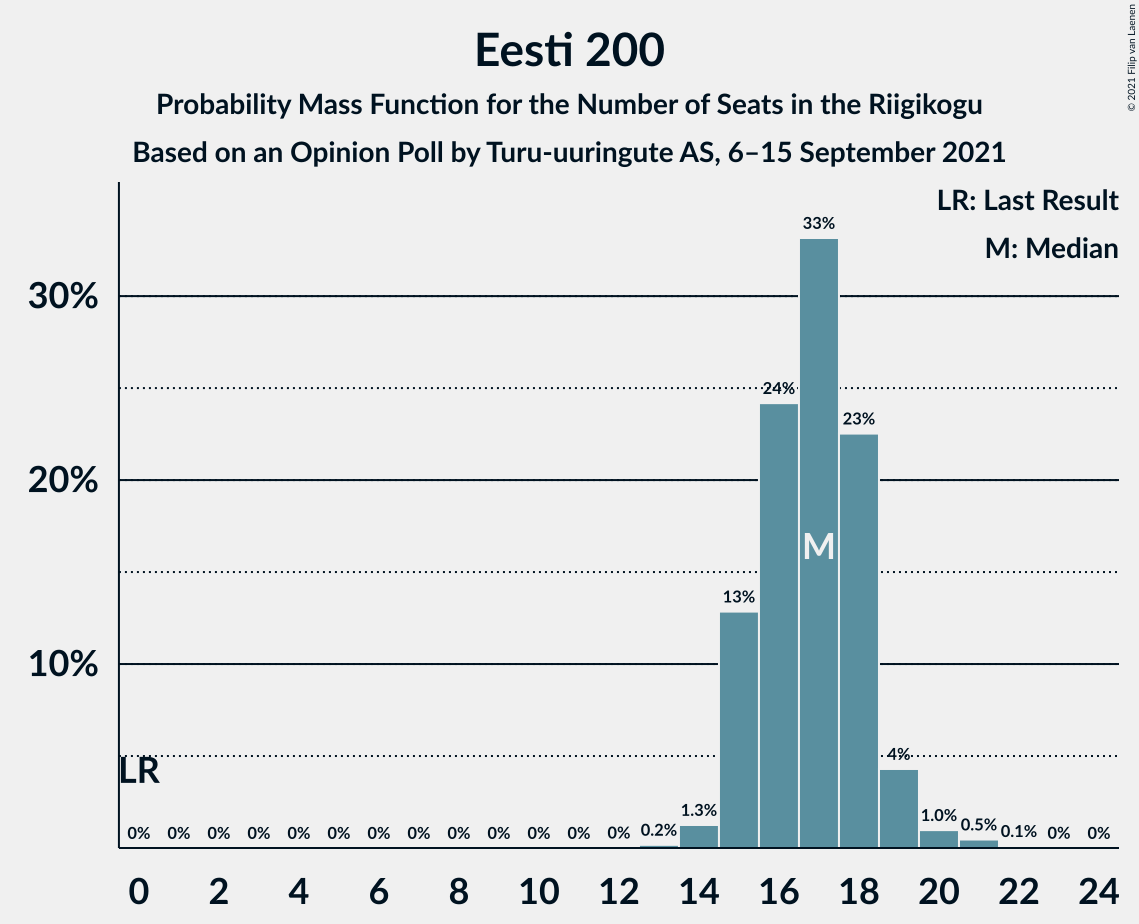 Eesti 200
Probability Mass Function for the Number of Seats in the Riigikogu
Based on an Opinion Poll by Turu-uuringute AS, 6–15 September 2021
© 2021 Filip van Laenen
LR: Last Result
M: Median
30%
20%
10%
LR
0% 0% 0% 0% 0% 0% 0% 0% 0% 0% 0% 0% 0% 0.2% 1.3% 13% 24% 33% 23% 4% 1.0% 0.5% 0.1% 0% 0%
M
0 2 4 6 8 10 12 14 16 18 20 22 24